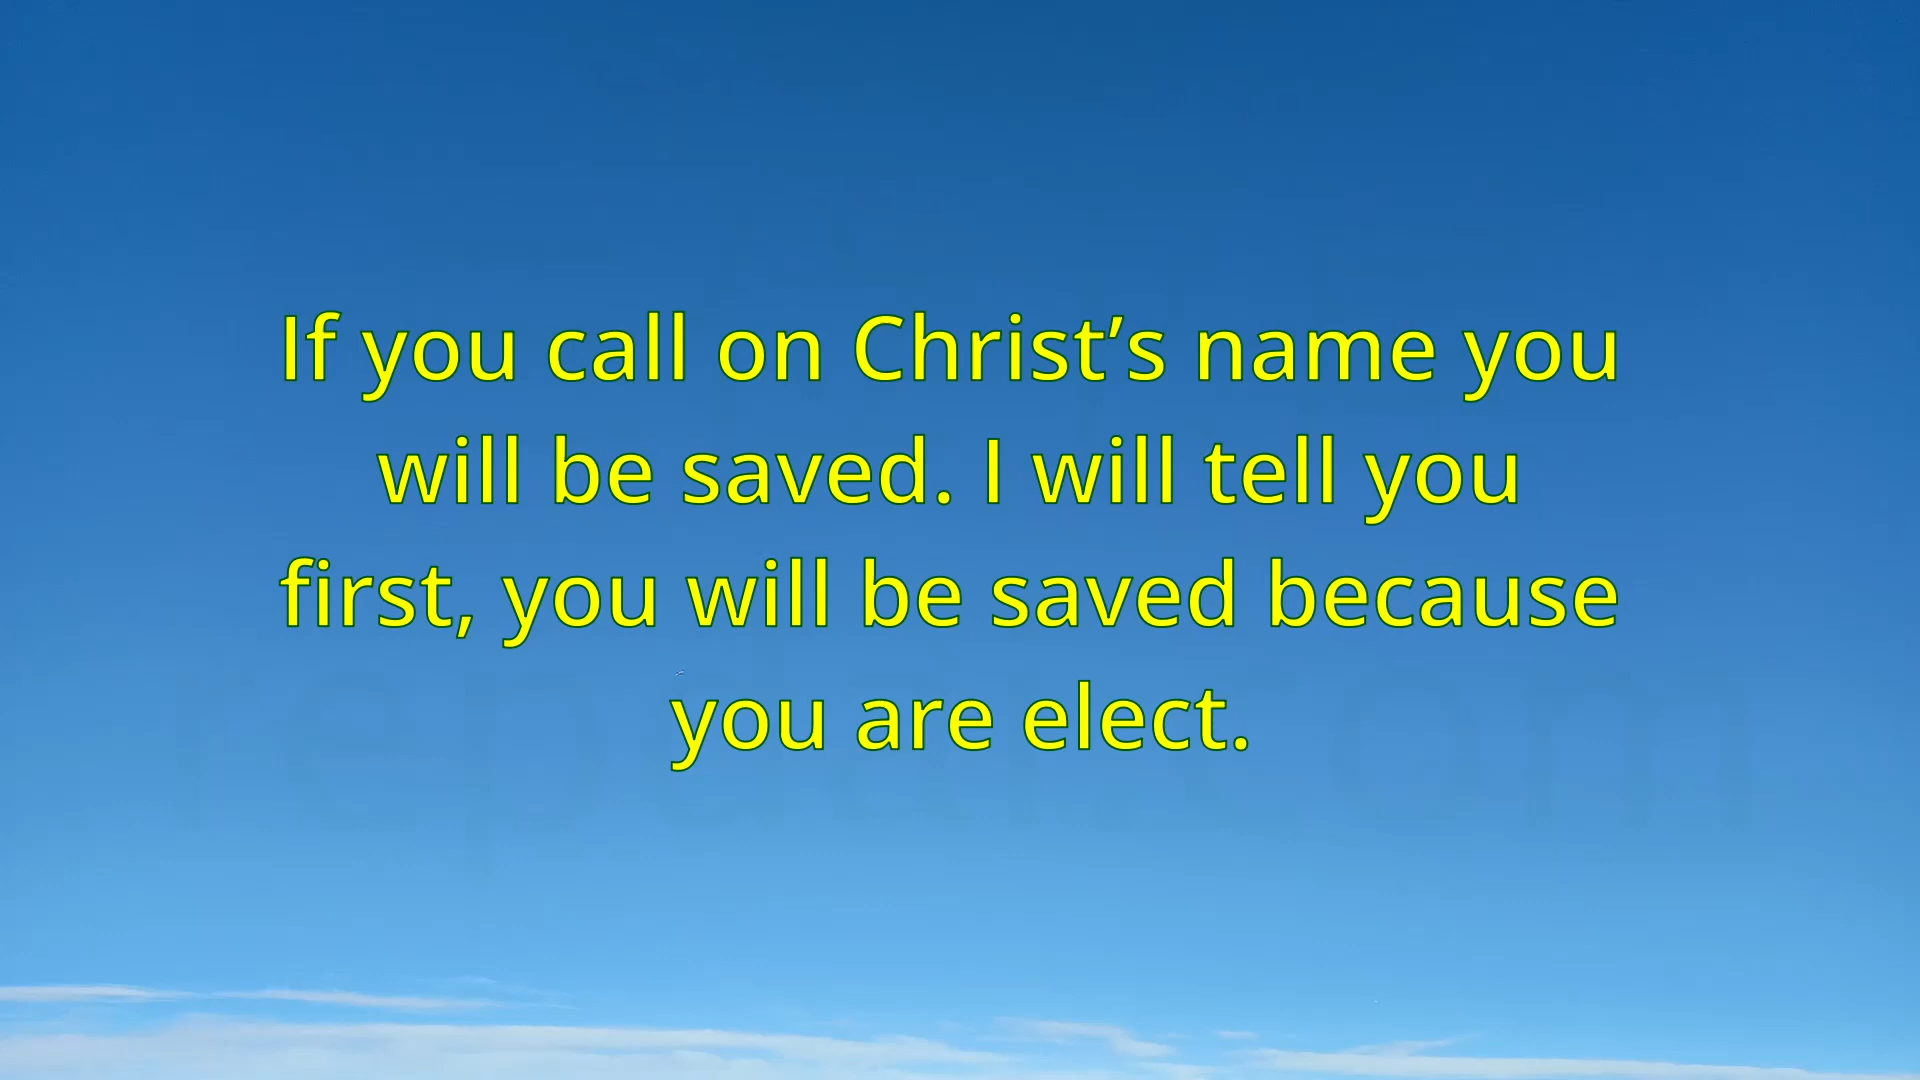 If you call on Christ’s name you
will be saved. I will tell you
first, you will be saved because
you are elect.